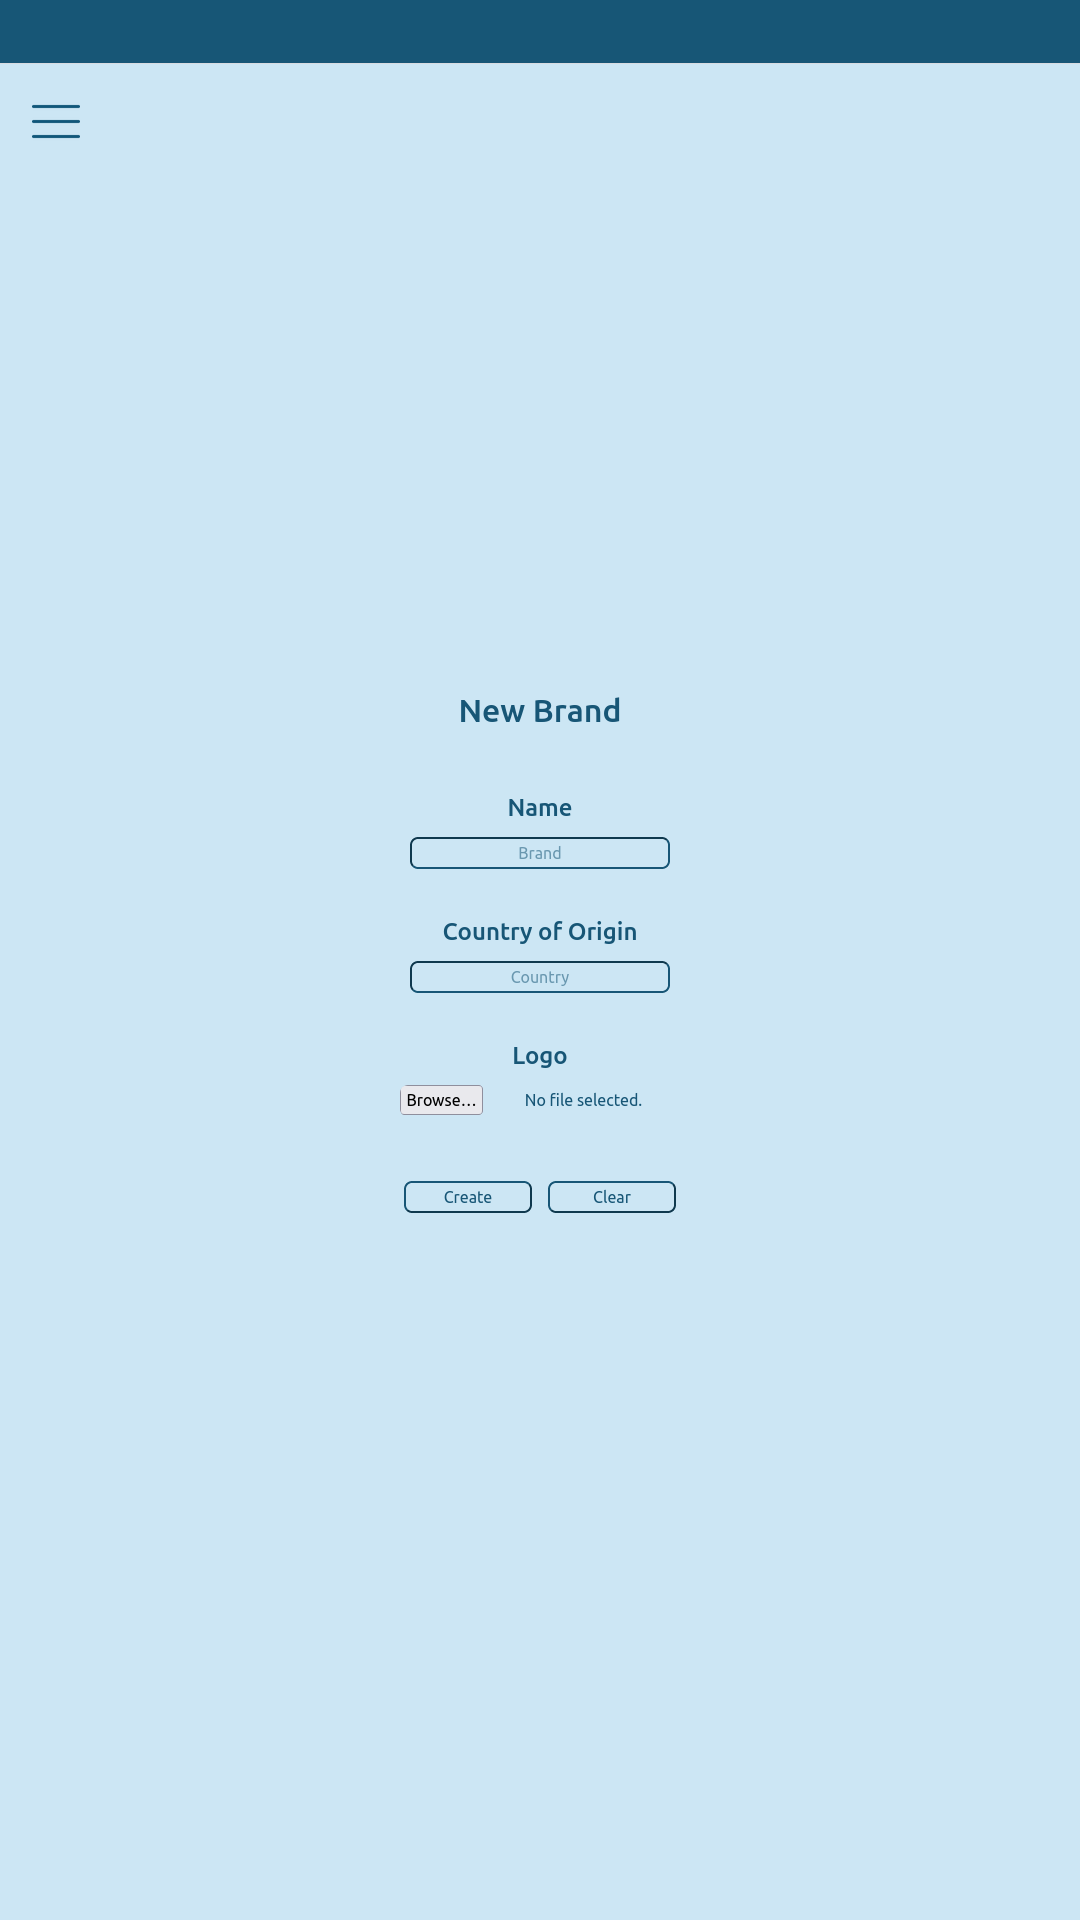 New Brand
Name
Brand
Country of Origin
Country
Logo
Browse… No file selected.
Create Clear